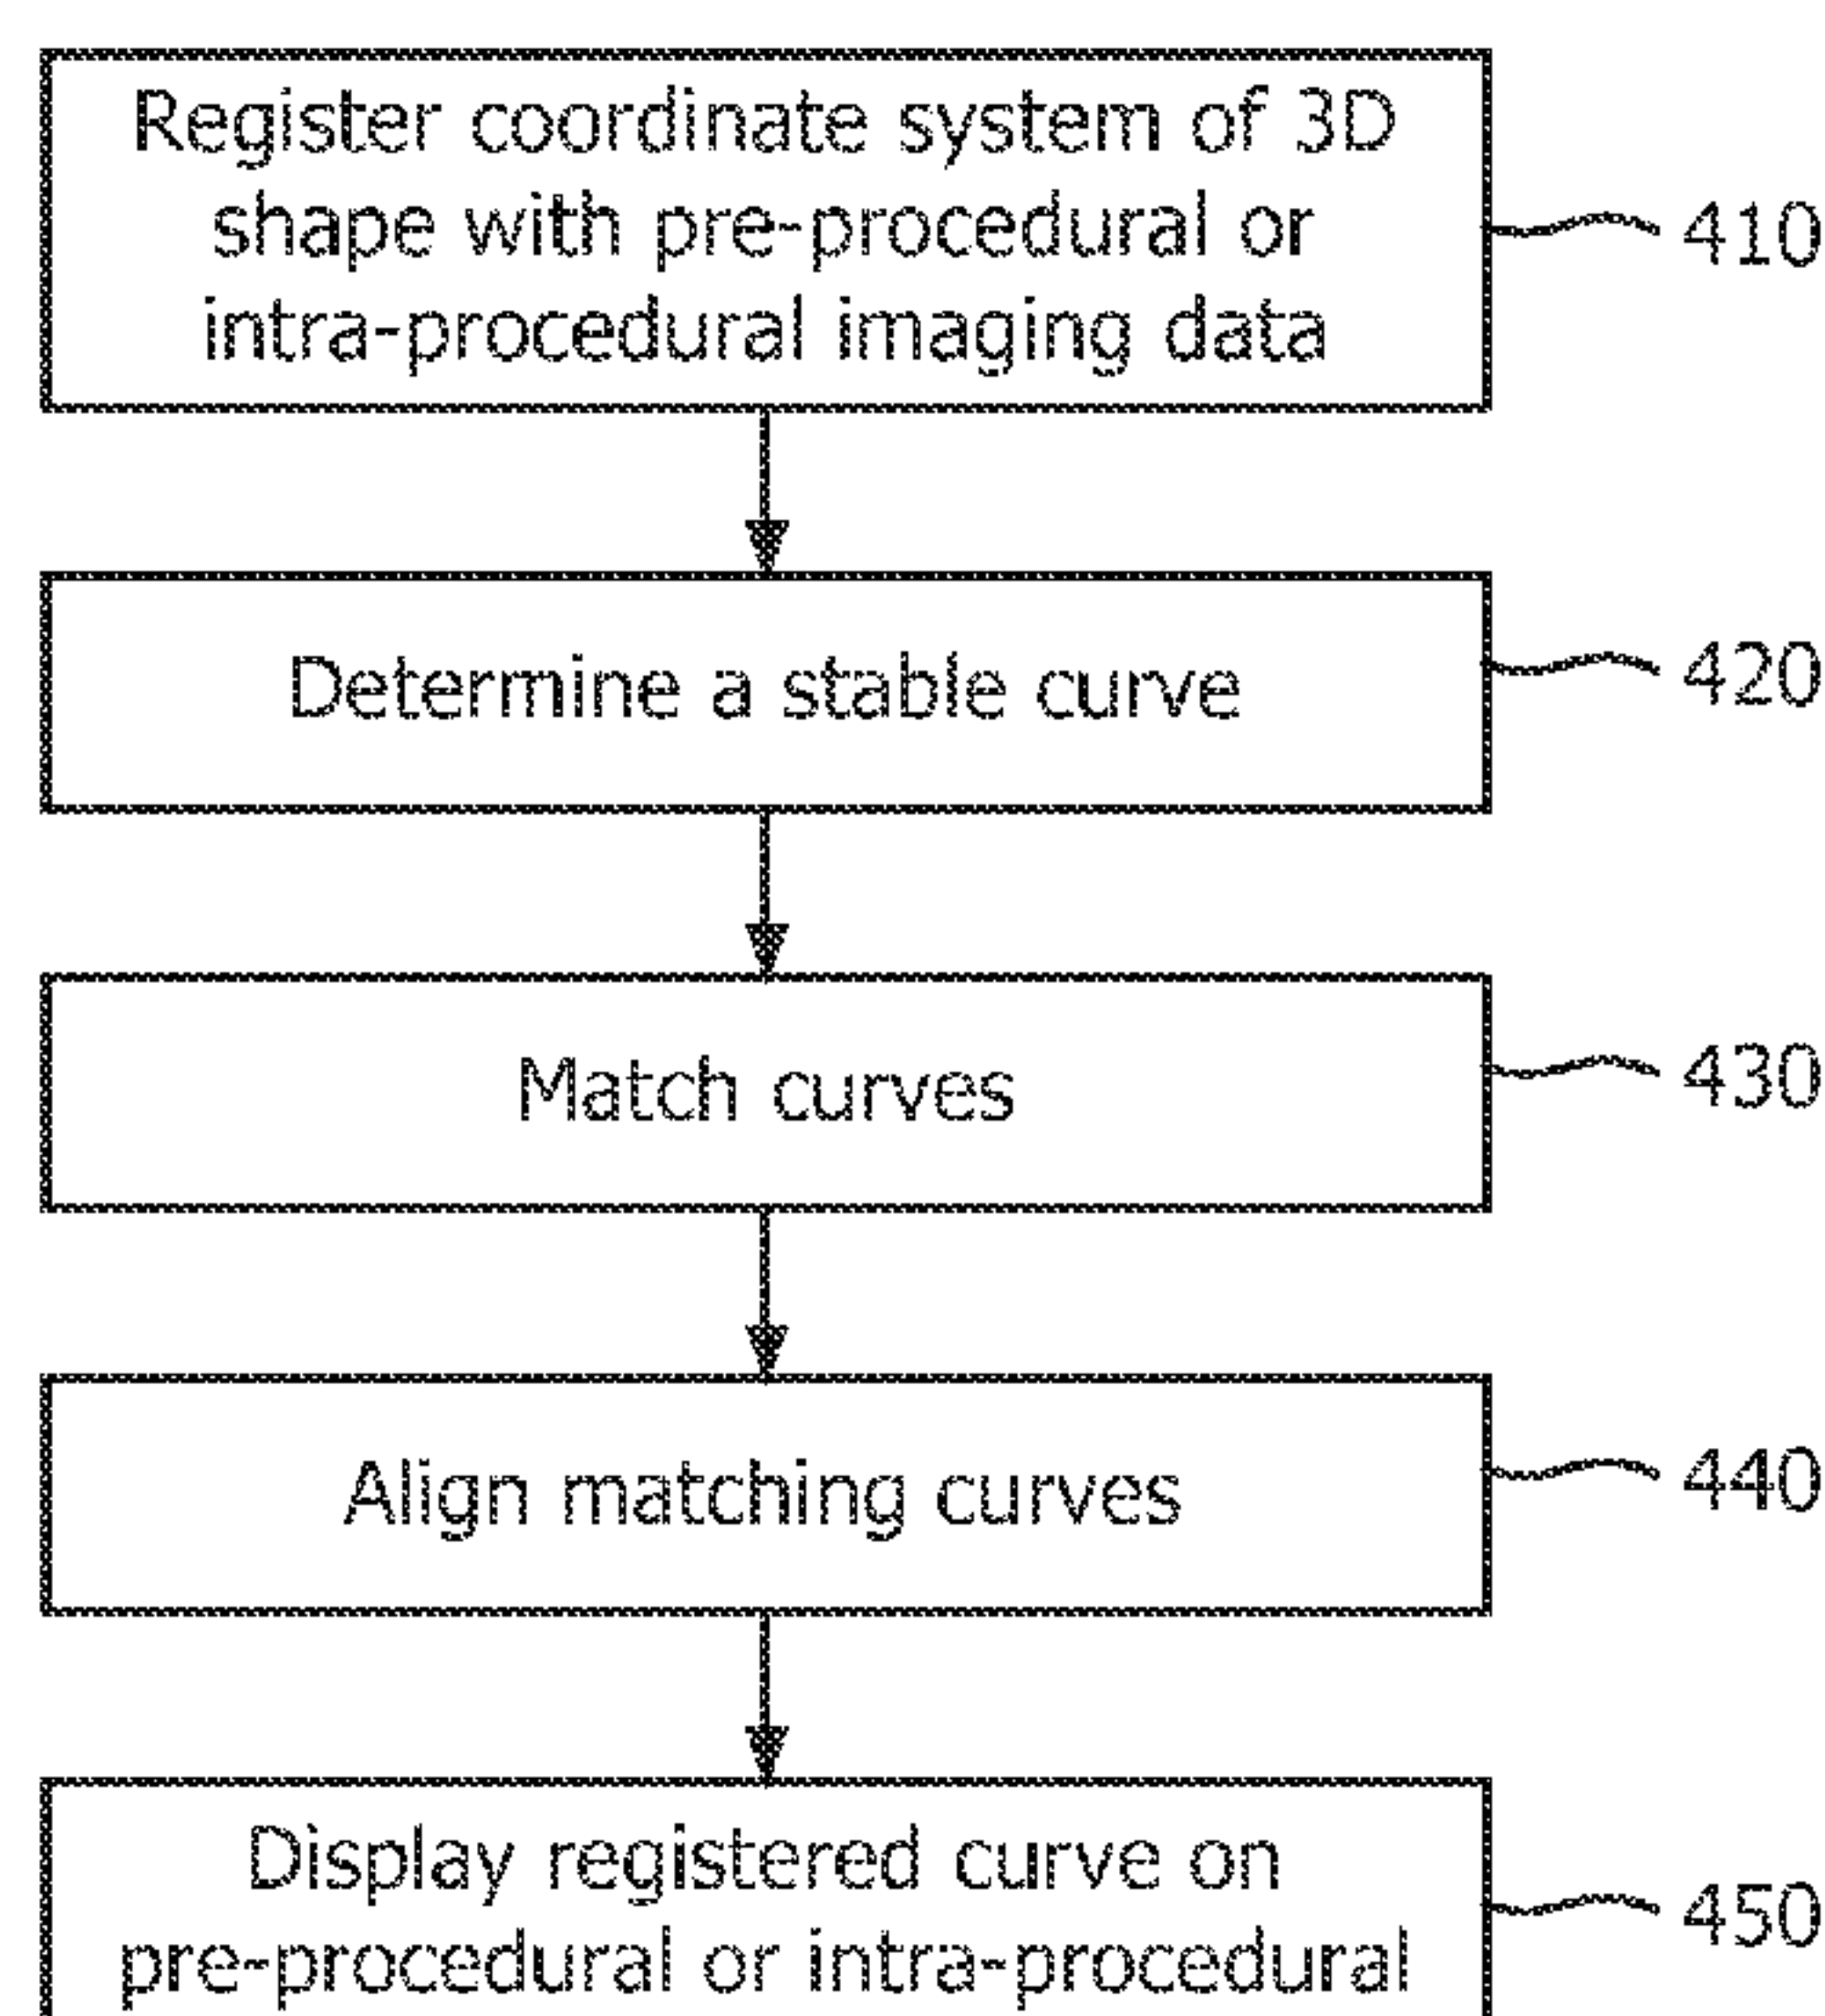 Register coordinate system of 3D
shape with pre-procedural or
intra-procedural imaging data
410
Determine a stable curve
420
Match curves
430
Align matching curves
440
Display registered curve on
pre-procedural or intra-procedural
450